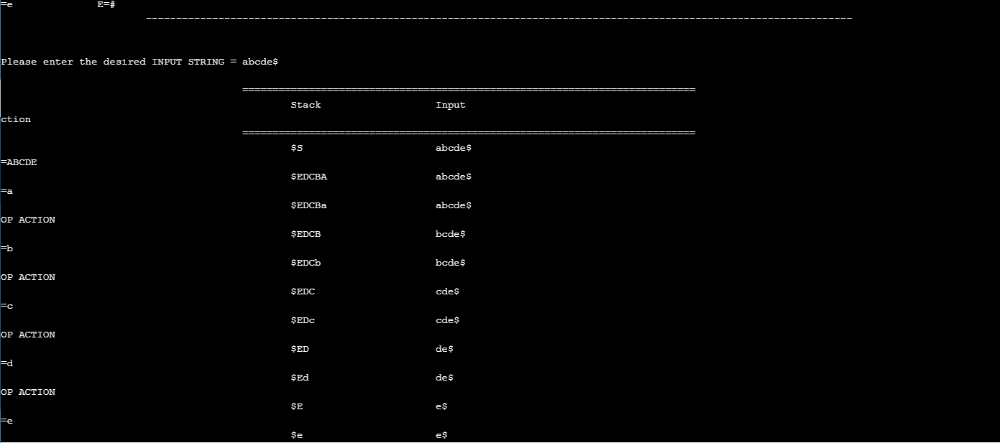 =e E=#
Please enter the desired INPUT STRING = abcde$
Stack Input
ction
$S abcde$
=ABCDE
$EDCBA abcde$
=a
$EDCBa abcde$
OP ACTION
$EDCB bcde$
=b
$EDCb bcde$
OP ACTION
$EDC cde$
=c
$EDc cde$
OP ACTION
$ED de$
=d
$Ed de$
OP ACTION
$E e$
=e
$e e$